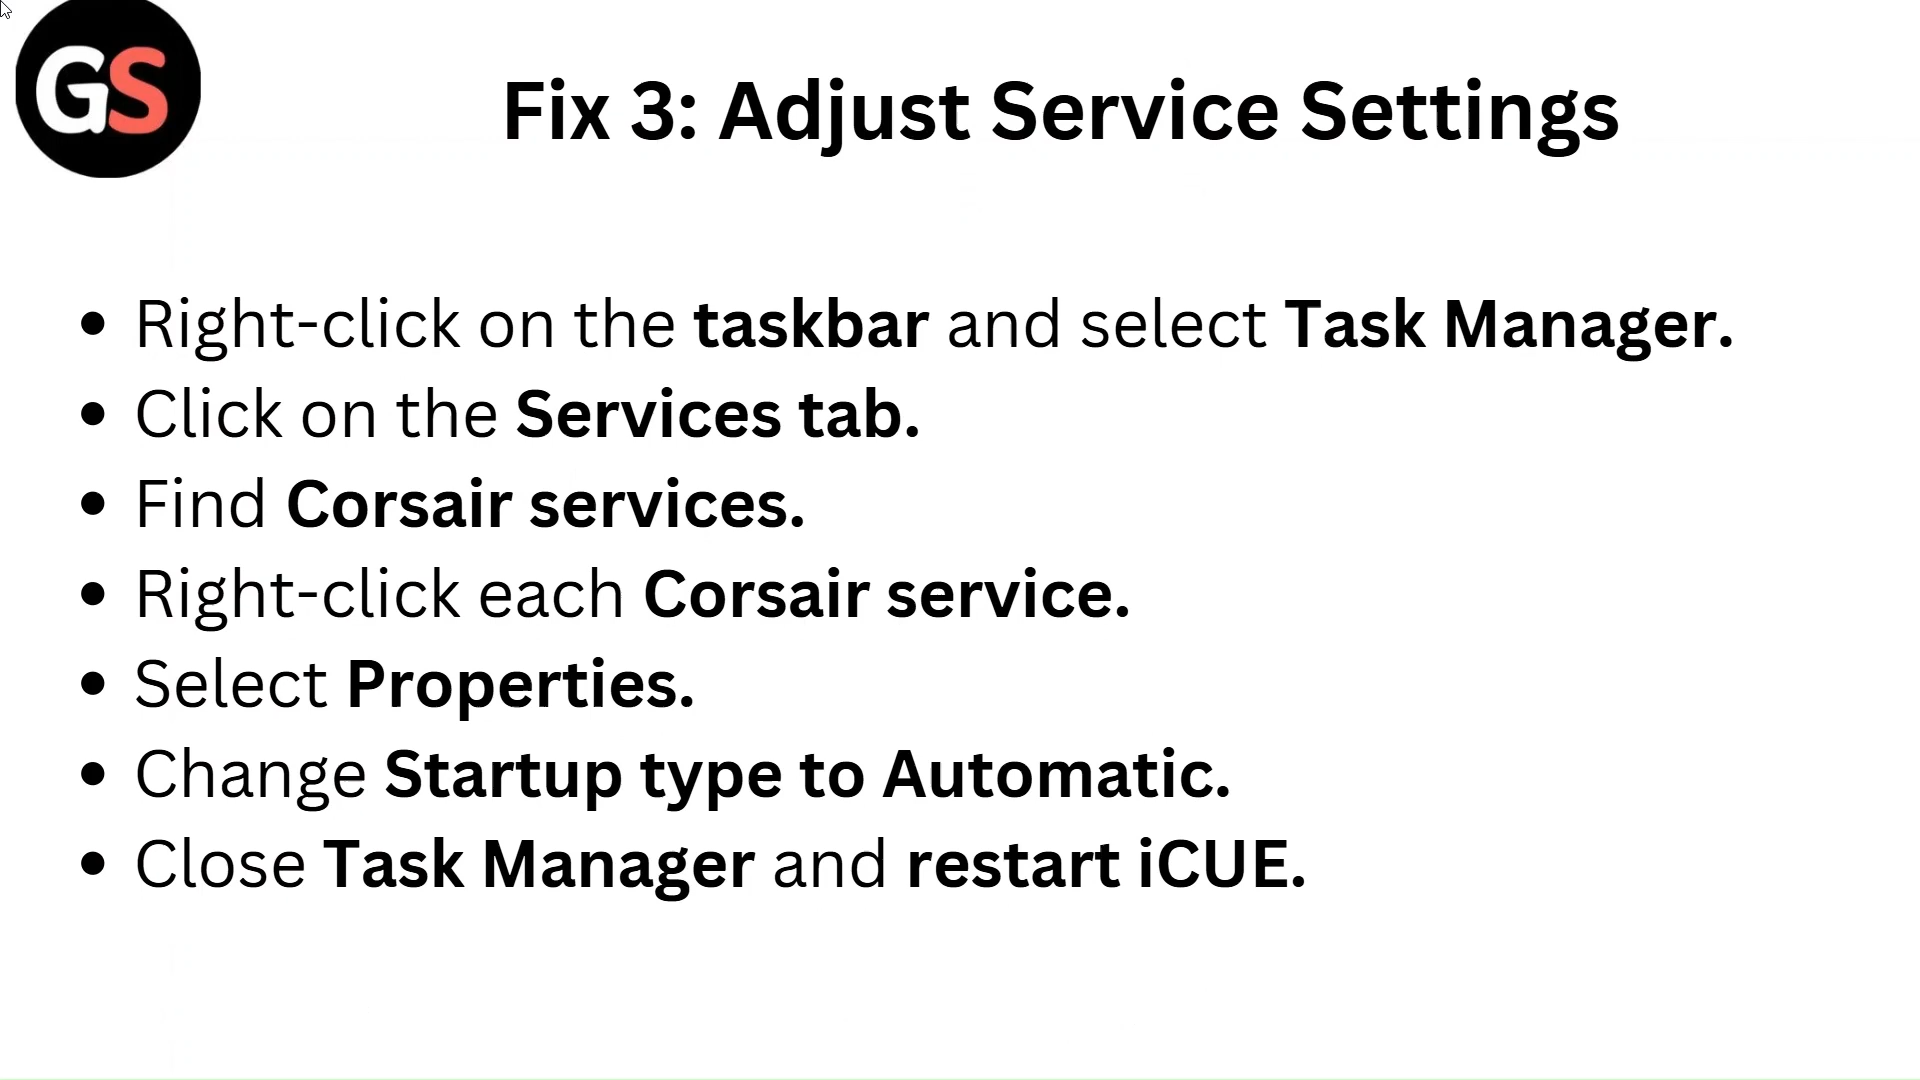 GS
Fix 3: Adjust Service Settings
• Right-click on the taskbar and select Task Manager.
• Click on the Services tab.
• Find Corsair services.
• Right-click each Corsair service.
• Select Properties.
• Change Startup type to Automatic.
• Close Task Manager and restart iCUE.